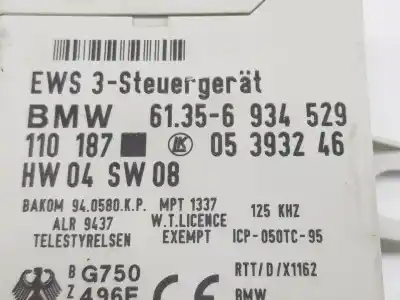 EWS 3-Steuergerät
BMW 61.35-6 934 529
110 187 LK 05 3932 46
HW 04 SW 08
BAKOM 94.0580.K.P. MPT 1337 125 KHZ
ALR 9437 W.T.LICENCE
TELESTYRELSEN EXEMPT ICP-050TC-95
B G750 RTT/D/X1162
Z 496E CE BMW